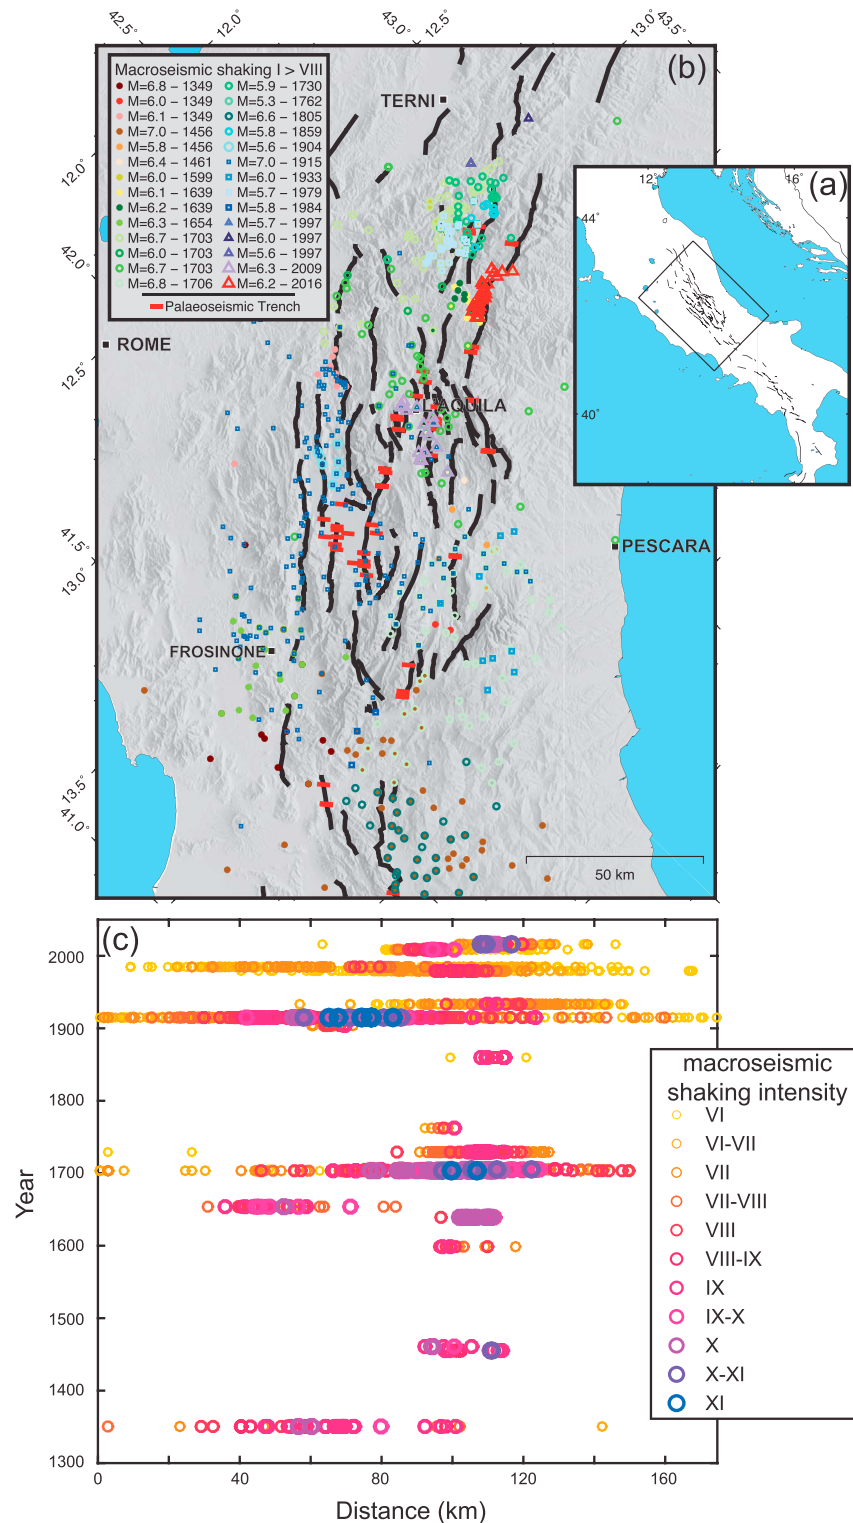 42.5°
12.0°
43.0°
12.5°
13.0°
43.5°
(b)
Macroseismic shaking I > VIII
M=6.8 – 1349
M=6.0 – 1349
M=6.1 – 1349
M=7.0 – 1456
M=5.8 – 1456
M=6.4 – 1461
M=6.0 – 1599
M=6.1 – 1639
M=6.2 – 1639
M=6.3 – 1654
M=6.7 – 1703
M=6.0 – 1703
M=6.7 – 1703
M=6.8 – 1706
M=5.9 – 1730
M=5.3 – 1762
M=6.6 – 1805
M=5.8 – 1859
M=5.6 – 1904
M=7.0 – 1915
M=6.0 – 1933
M=5.7 – 1979
M=5.8 – 1984
M=5.7 – 1997
M=6.0 – 1997
M=5.6 – 1997
M=6.3 – 2009
M=6.2 – 2016
Palaeoseismic Trench
TERNI
12.0°
42.0°
12.5°
41.5°
13.0°
13.5°
41.0°
ROME
L'AQUILA
PESCARA
FROSINONE
50 km
(a)
12°
16°
44°
40°
(c)
2000
1900
1800
1700
1600
1500
1400
1300
Year
0
40
80
120
160
Distance (km)
macroseismic
shaking intensity
VI
VI-VII
VII
VII-VIII
VIII
VIII-IX
IX
IX-X
X
X-XI
XI